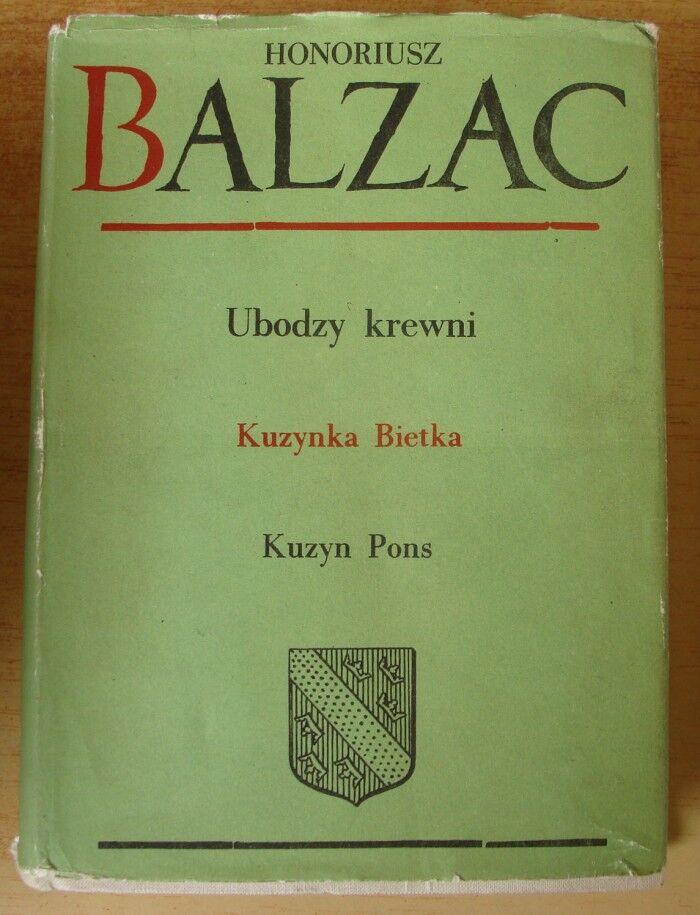 HONORIUSZ
BALZAC
Ubodzy krewni
Kuzynka Bietka
Kuzyn Pons